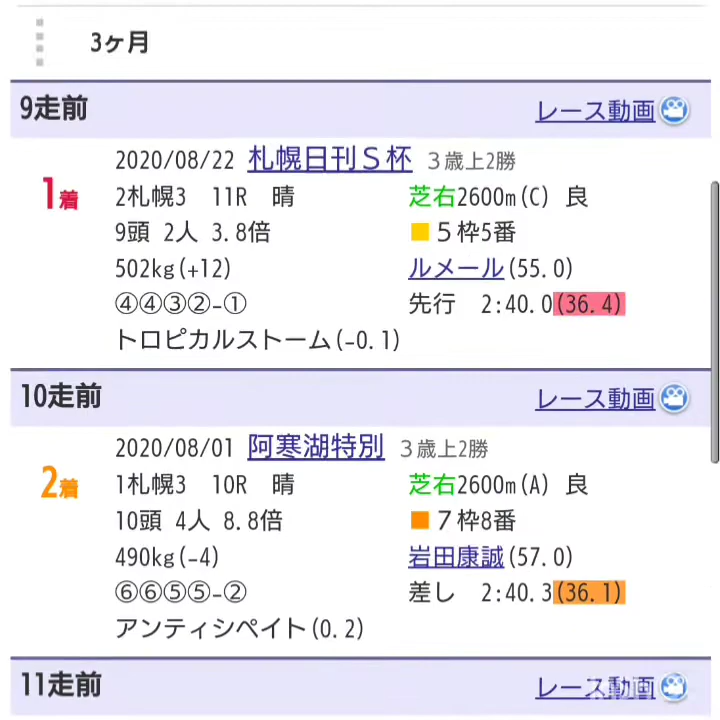 3ヶ月
9走前 レース動画
2020/08/22 札幌日刊S杯 3歳上2勝
1着 2札幌3 11R 晴 芝右2600m(C) 良
9頭 2人 3.8倍 5枠5番
502kg(+12) ルメール(55.0)
④④③②-① 先行 2:40.0(36.4)
トロピカルストーム(-0.1)
10走前 レース動画
2020/08/01 阿寒湖特別 3歳上2勝
2着 1札幌3 10R 晴 芝右2600m(A) 良
10頭 4人 8.8倍 7枠8番
490kg(-4) 岩田康誠(57.0)
⑥⑥⑤⑤-② 差し 2:40.3(36.1)
アンティシペイト(0.2)
11走前 レース動画